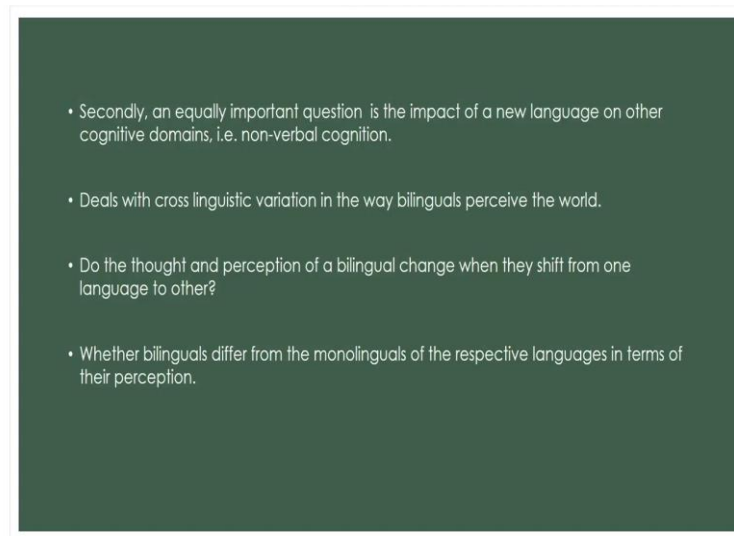 • Secondly, an equally important question is the impact of a new language on other
cognitive domains, i.e. non-verbal cognition.
• Deals with cross linguistic variation in the way bilinguals perceive the world.
• Do the thought and perception of a bilingual change when they shift from one
language to other?
• Whether bilinguals differ from the monolinguals of the respective languages in terms of
their perception.